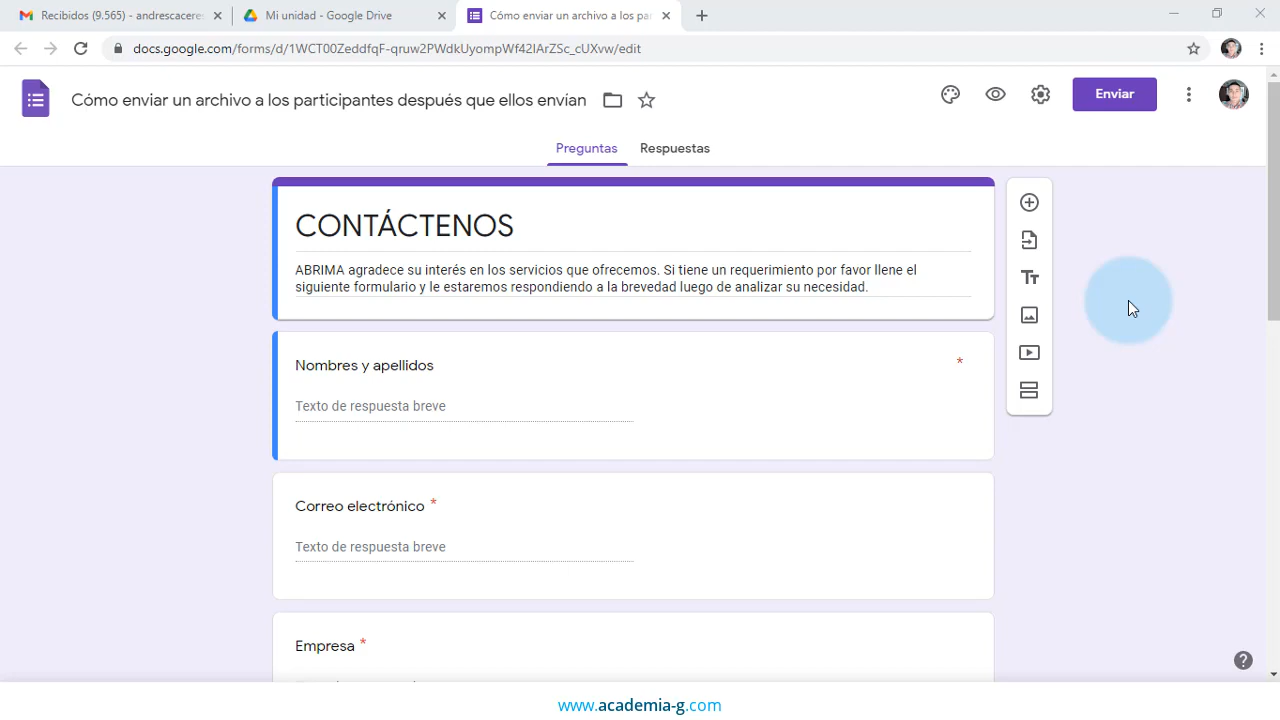 Recibidos (9.565) - andrescaceres
Mi unidad - Google Drive
Cómo enviar un archivo a los pa
docs.google.com/forms/d/1WCT00ZeddfqF-qruw2PWdkUyompWf42IArZSc_cUXvw/edit
Cómo enviar un archivo a los participantes después que ellos envían
Enviar
Preguntas
Respuestas
CONTÁCTENOS
ABRIMA agradece su interés en los servicios que ofrecemos. Si tiene un requerimiento por favor llene el
siguiente formulario y le estaremos respondiendo a la brevedad luego de analizar su necesidad.
Nombres y apellidos *
Texto de respuesta breve
Correo electrónico *
Texto de respuesta breve
Empresa *
www.academia-g.com